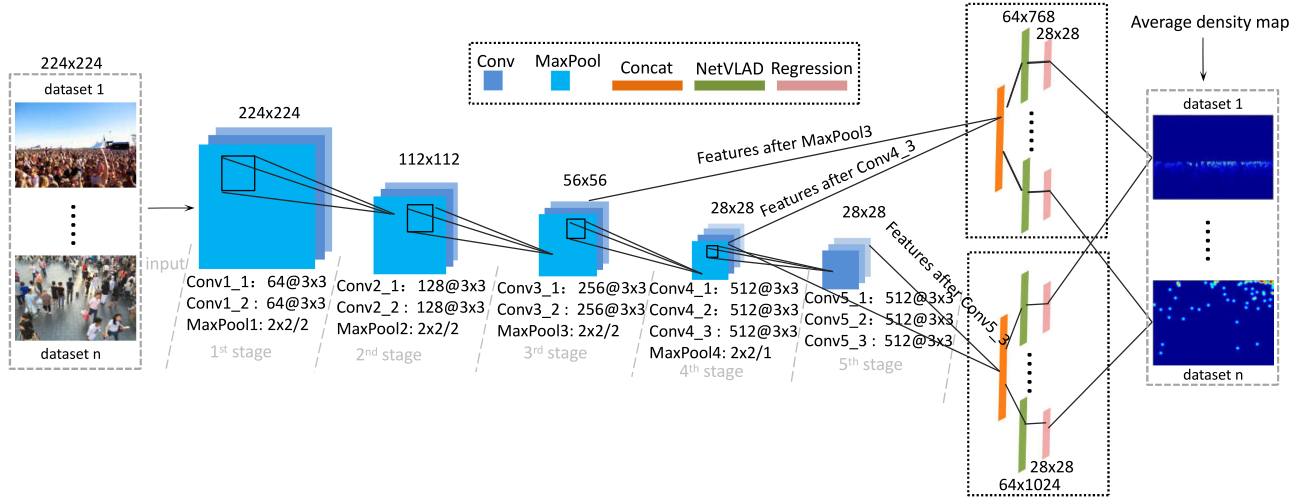 224x224
dataset 1
dataset n
input
Conv
MaxPool
Concat
NetVLAD
Regression
224x224
Conv1_1: 64@3x3
Conv1_2 : 64@3x3
MaxPool1: 2x2/2
1st stage
112x112
Conv2_1: 128@3x3
Conv2_2 : 128@3x3
MaxPool2: 2x2/2
2nd stage
56x56
Conv3_1: 256@3x3
Conv3_2 : 256@3x3
MaxPool3: 2x2/2
3rd stage
28x28
Conv4_1: 512@3x3
Conv4_2: 512@3x3
Conv4_3 : 512@3x3
MaxPool4: 2x2/1
4th stage
28x28
Conv5_1: 512@3x3
Conv5_2: 512@3x3
Conv5_3 : 512@3x3
5th stage
Features after MaxPool3
Features after Conv4_3
Features after Conv5_3
64x768
28x28
28x28
64x1024
Average density map
dataset 1
dataset n